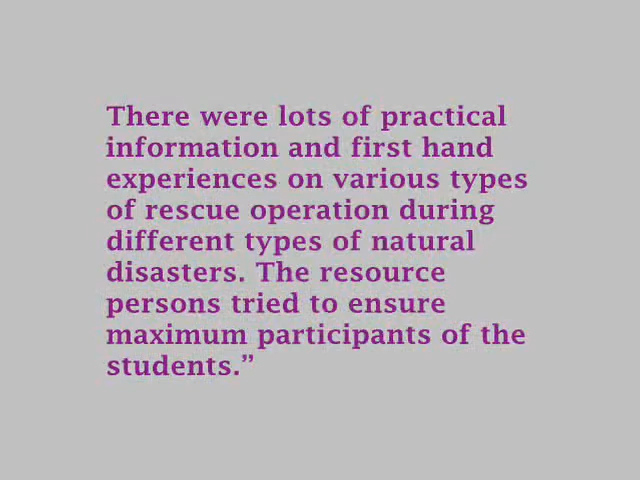 There were lots of practical
information and first hand
experiences on various types
of rescue operation during
different types of natural
disasters. The resource
persons tried to ensure
maximum participants of the
students.”